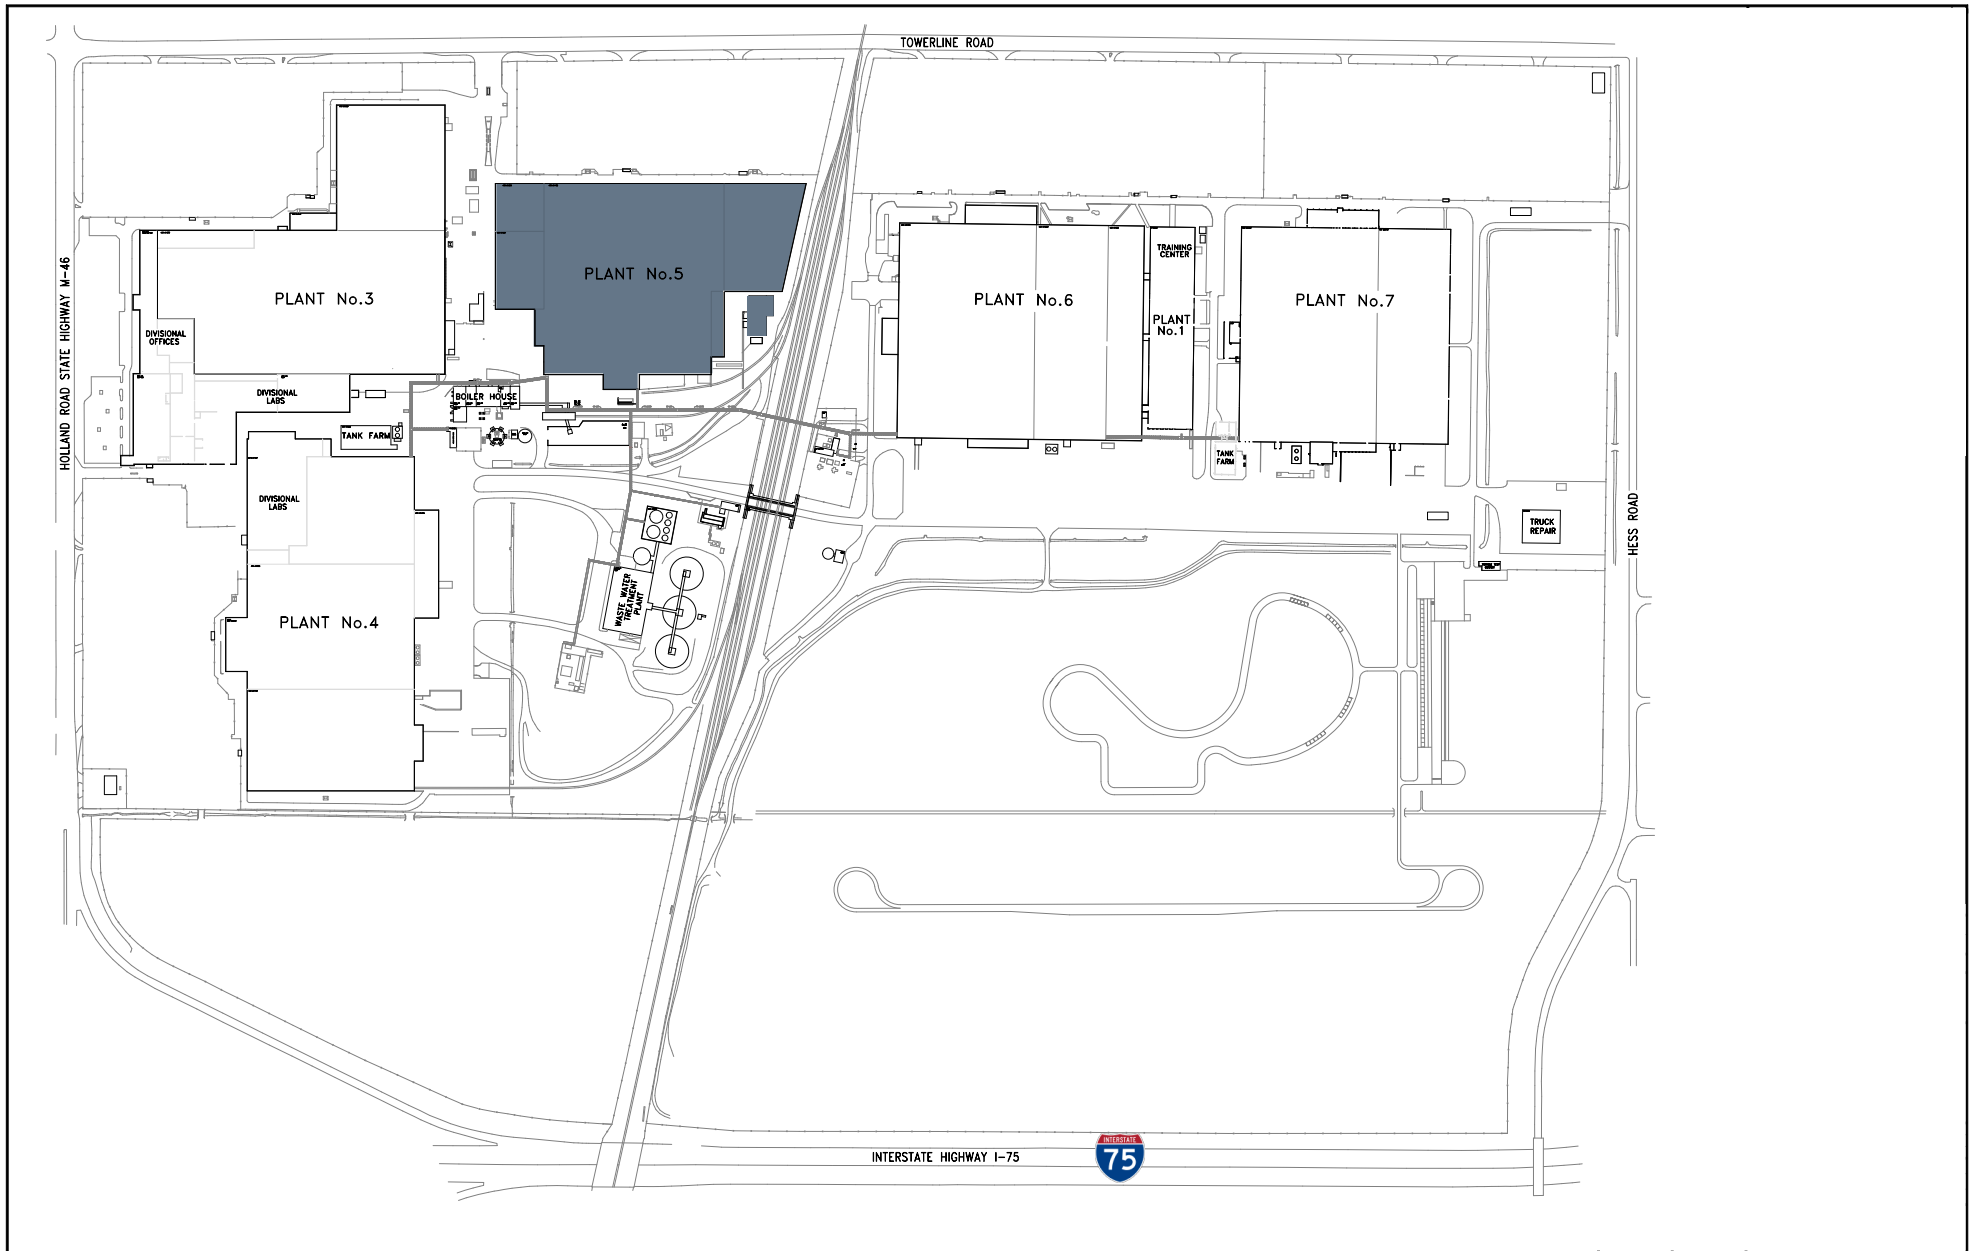 TOWERLINE ROAD
HOLLAND ROAD STATE HIGHWAY M-46
PLANT No.3
PLANT No.5
PLANT No.6
TRAINING
CENTER
PLANT
No.1
PLANT No.7
DIVISIONAL
OFFICES
DIVISIONAL
LABS
BOILER HOUSE
TANK FARM
TANK
FARM
DIVISIONAL
LABS
TRUCK
REPAIR
HESS ROAD
WASTE WATER
TREATMENT
PLANT
PLANT No.4
INTERSTATE HIGHWAY I-75
INTERSTATE
75